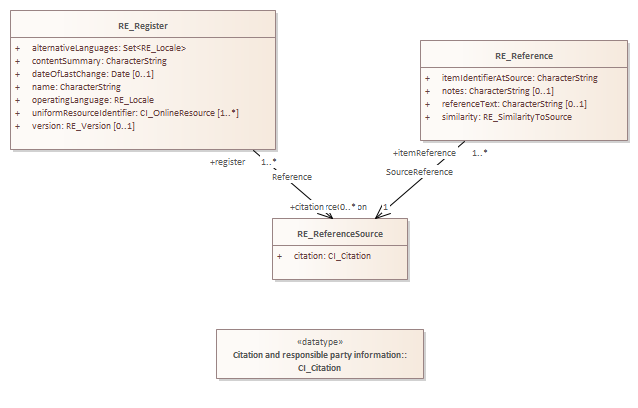 RE_Register
+ alternativeLanguages: Set<RE_Locale>
+ contentSummary: CharacterString
+ dateOfLastChange: Date [0..1]
+ name: CharacterString
+ operatingLanguage: RE_Locale
+ uniformResourceIdentifier: CI_OnlineResource [1..*]
+ version: RE_Version [0..1]
RE_Reference
+ itemIdentifierAtSource: CharacterString
+ notes: CharacterString [0..1]
+ referenceText: CharacterString [0..1]
+ similarity: RE_SimilarityToSource
+register 1..*
Reference
+itemReference 1..*
SourceReference
+citation 0..*
1
RE_ReferenceSource
+ citation: CI_Citation
«datatype»
Citation and responsible party information::
CI_Citation